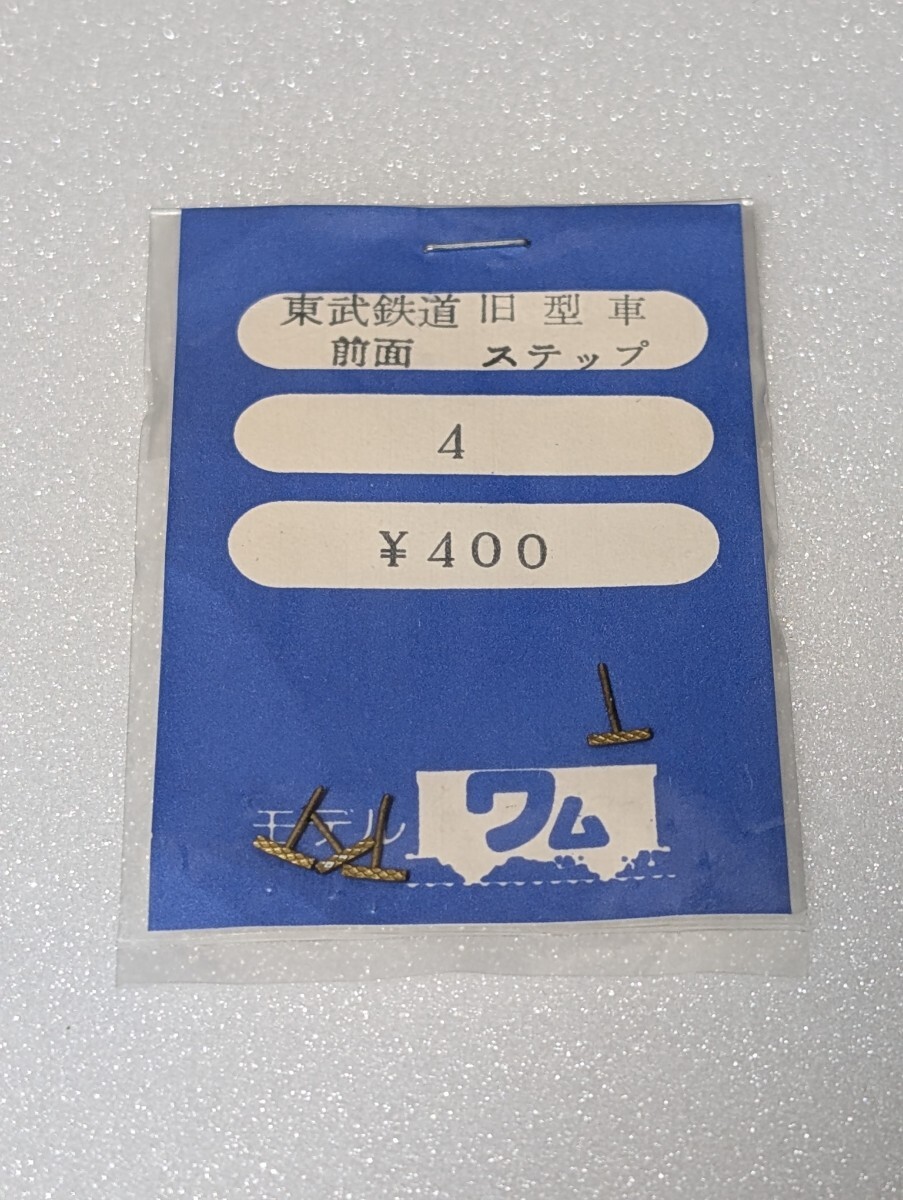 東武鉄道 旧型車
前面 ステップ
4
¥400
モデル ワム